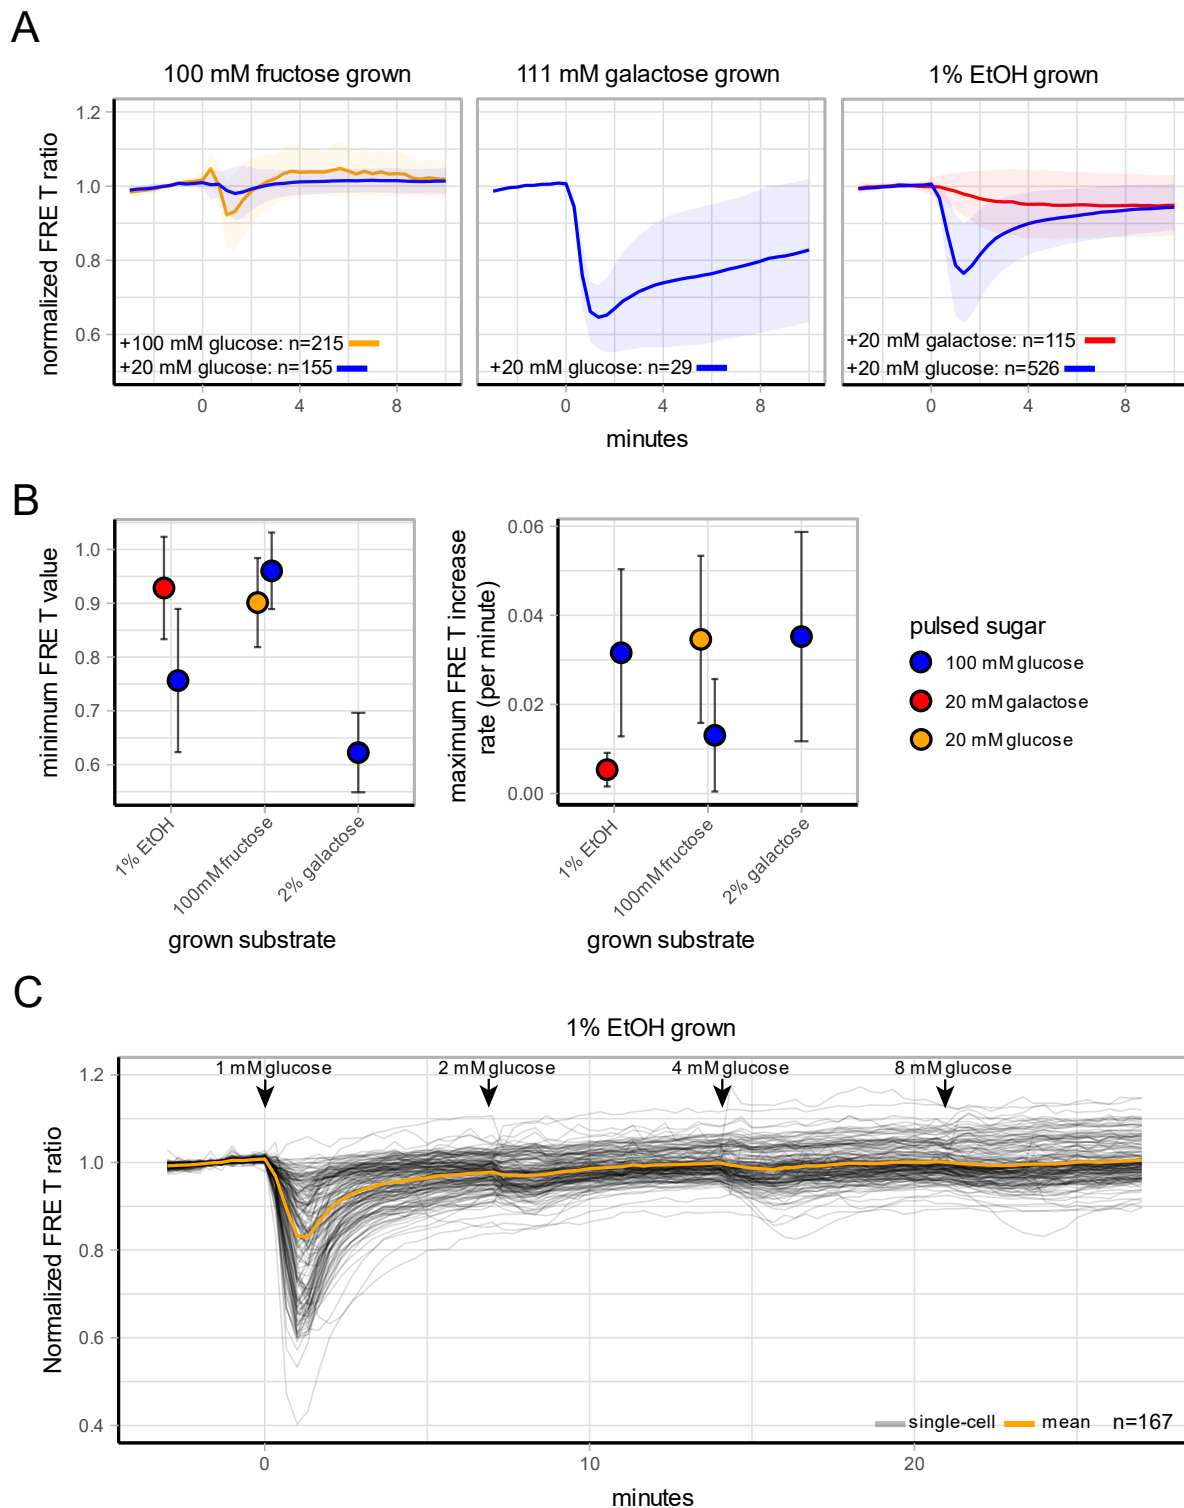 A
100 mM fructose grown
111 mM galactose grown
1% EtOH grown
normalized FRE T ratio
1.2
1.0
0.8
0.6
+100 mM glucose: n=215
+20 mM glucose: n=155
+20 mM glucose: n=29
+20 mM galactose: n=115
+20 mM glucose: n=526
0 4 8
0 4 8
0 4 8
minutes
B
minimum FRE T value
1.0
0.9
0.8
0.7
0.6
1% EtOH
100mM fructose
2% galactose
grown substrate
maximum FRE T increase
rate (per minute)
0.06
0.04
0.02
0.00
1% EtOH
100mM fructose
2% galactose
grown substrate
pulsed sugar
100 mM glucose
20 mM galactose
20 mM glucose
C
1% EtOH grown
1 mM glucose
2 mM glucose
4 mM glucose
8 mM glucose
Normalized FRE T ratio
1.2
1.0
0.8
0.6
0.4
single-cell mean n=167
0 10 20
minutes